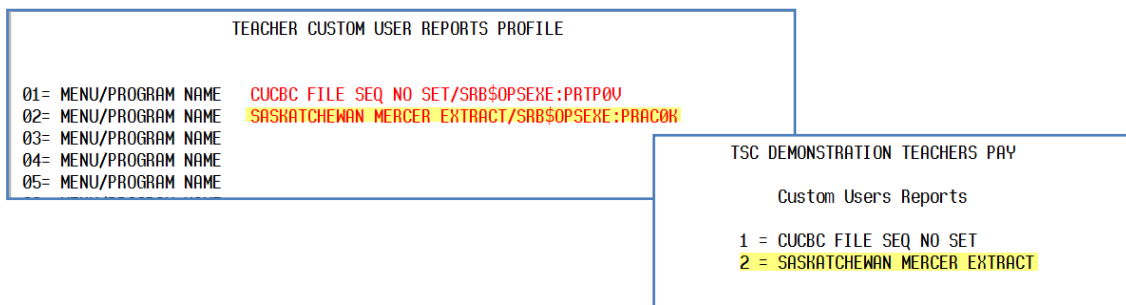 TEACHER CUSTOM USER REPORTS PROFILE
01= MENU/PROGRAM NAME CUCBC FILE SEQ NO SET/SRB$OPSEXE:PRTP0V
02= MENU/PROGRAM NAME SASKATCHEWAN MERCER EXTRACT/SRB$OPSEXE:PRAC0K
03= MENU/PROGRAM NAME
04= MENU/PROGRAM NAME
05= MENU/PROGRAM NAME
TSC DEMONSTRATION TEACHERS PAY
Custom Users Reports
1 = CUCBC FILE SEQ NO SET
2 = SASKATCHEWAN MERCER EXTRACT